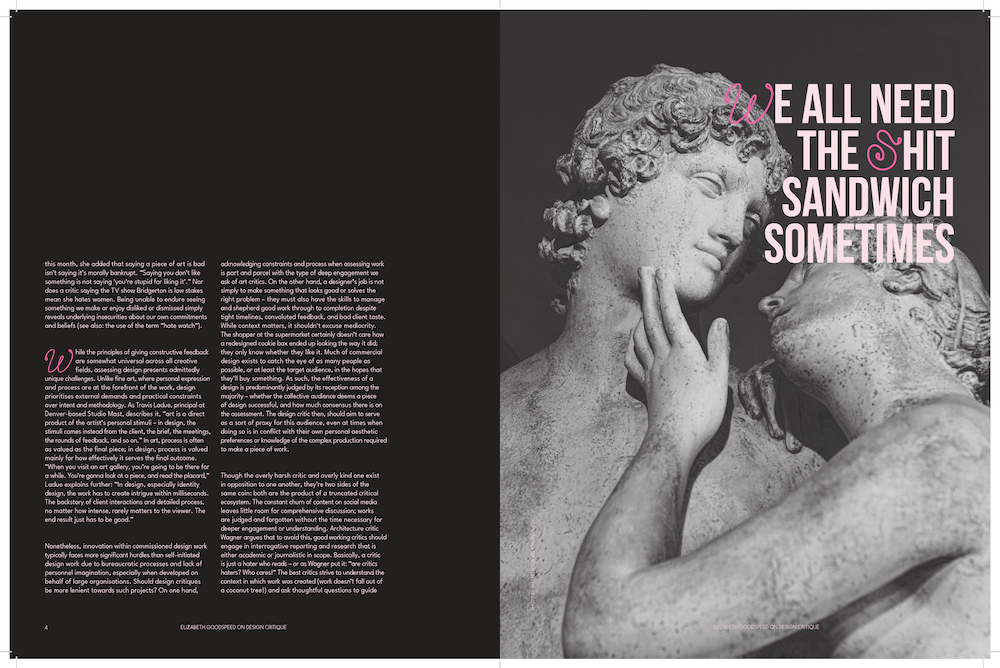 this month, she added that saying a piece of art is bad
isn't saying it's morally bankrupt. "Saying you don't like
something is not saying 'you're stupid for liking it'." Nor
does a critic saying the TV show Bridgerton is low stakes
mean she hates women. Being unable to endure seeing
something we make or enjoy disliked or dismissed simply
reveals underlying insecurities about our own commitments
and beliefs (see also: the use of the term "hate watch").
While the principles of giving constructive feedback
are somewhat universal across all creative
fields, assessing design presents admittedly
unique challenges. Unlike fine art, where personal expression
and process are at the forefront of the work, design
prioritises external demands and practical constraints
over intent and methodology. As Travis Ladue, principal at
Denver-based Studio Mast, describes it, "art is a direct
product of the artist's personal stimuli – in design, the
stimuli comes instead from the client, the brief, the meetings,
the rounds of feedback, and so on." In art, process is often
as valued as the final piece; in design, process is valued
mainly for how effectively it serves the final outcome.
"When you visit an art gallery, you're going to be there for
a while. You're gonna look at a piece, and read the placard,"
Ladue explains further: "In design, especially identity
design, the work has to create intrigue within milliseconds.
The backstory of client interactions and detailed process,
no matter how intense, rarely matters to the viewer. The
end result just has to be good."
Nonetheless, innovation within commissioned design work
typically faces more significant hurdles than self-initiated
design work due to bureaucratic processes and lack of
personnel imagination, especially when developed on
behalf of large organisations. Should design critiques
be more lenient towards such projects? On one hand,
acknowledging constraints and process when assessing work
is part and parcel with the type of deep engagement we
ask of art critics. On the other hand, a designer's job is not
simply to make something that looks good or solves the
right problem – they must also have the skills to manage
and shepherd good work through to completion despite
tight timelines, convoluted feedback, and bad client taste.
While context matters, it shouldn't excuse mediocrity.
The shopper at the supermarket certainly doesn't care how
a redesigned cookie box ended up looking the way it did;
they only know whether they like it. Much of commercial
design exists to catch the eye of as many people as
possible, or at least the target audience, in the hopes that
they'll buy something. As such, the effectiveness of a
design is predominantly judged by its reception among the
majority – whether the collective audience deems a piece
of design successful, and how much consensus there is on
the assessment. The design critic then, should aim to serve
as a sort of proxy for this audience, even at times when
doing so is in conflict with their own personal aesthetic
preferences or knowledge of the complex production required
to make a piece of work.
Though the overly harsh critic and overly kind one exist
in opposition to one another, they're two sides of the
same coin: both are the product of a truncated critical
ecosystem. The constant churn of content on social media
leaves little room for comprehensive discussion; works
are judged and forgotten without the time necessary for
deeper engagement or understanding. Architecture critic
Wagner argues that to avoid this, good working critics should
engage in interrogative reporting and research that is
either academic or journalistic in scope. Basically, a critic
is just a hater who reads – or as Wagner put it: "are critics
haters? Who cares!" The best critics strive to understand the
context in which work was created (work doesn't fall out of
a coconut tree!) and ask thoughtful questions to guide
4
ELIZABETH GOODSPEED ON DESIGN CRITIQUE
WE ALL NEED
THE SHIT
SANDWICH
SOMETIMES
ELIZABETH GOODSPEED ON DESIGN CRITIQUE